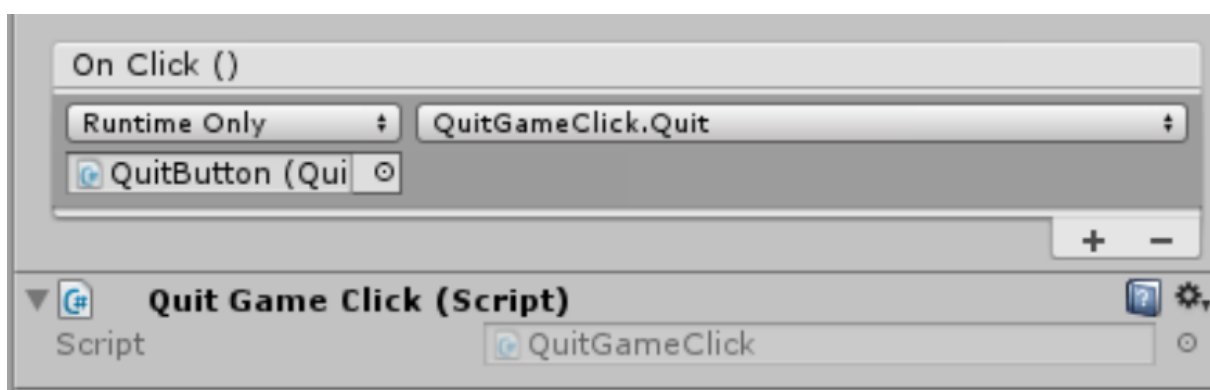 On Click ()
Runtime Only QuitGameClick.Quit
QuitButton (Qui
+ −
Quit Game Click (Script)
Script QuitGameClick